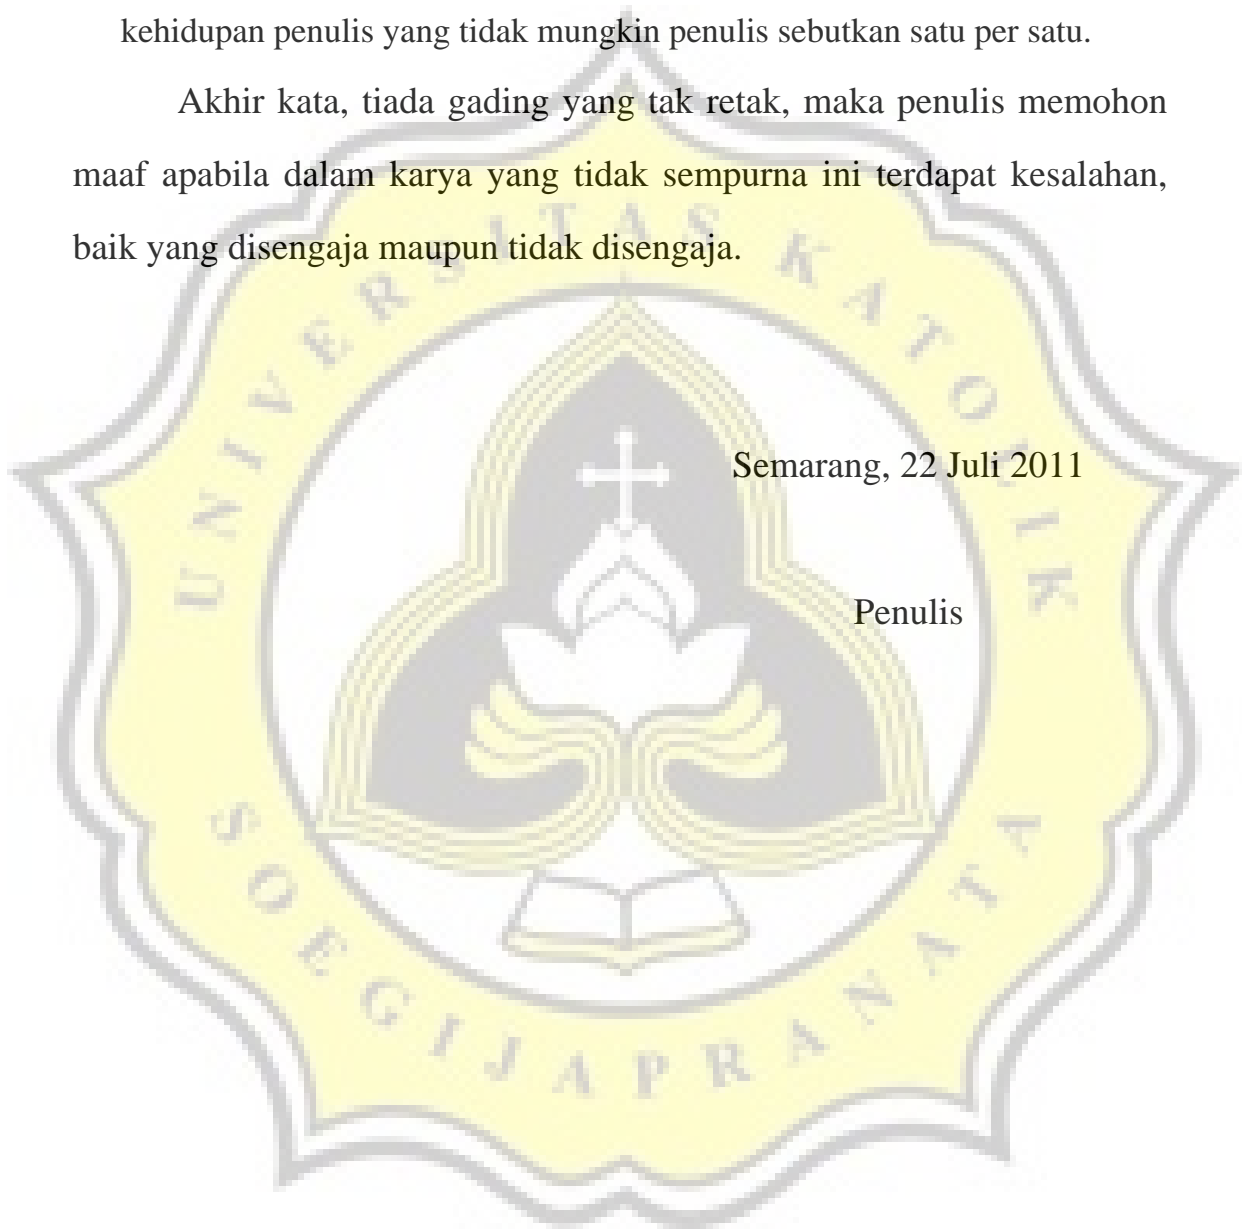 kehidupan penulis yang tidak mungkin penulis sebutkan satu per satu.
Akhir kata, tiada gading yang tak retak, maka penulis memohon
maaf apabila dalam karya yang tidak sempurna ini terdapat kesalahan,
baik yang disengaja maupun tidak disengaja.
Semarang, 22 Juli 2011
Penulis
UNIVERSITAS KATOLIK
SOEGIJAPRANATA